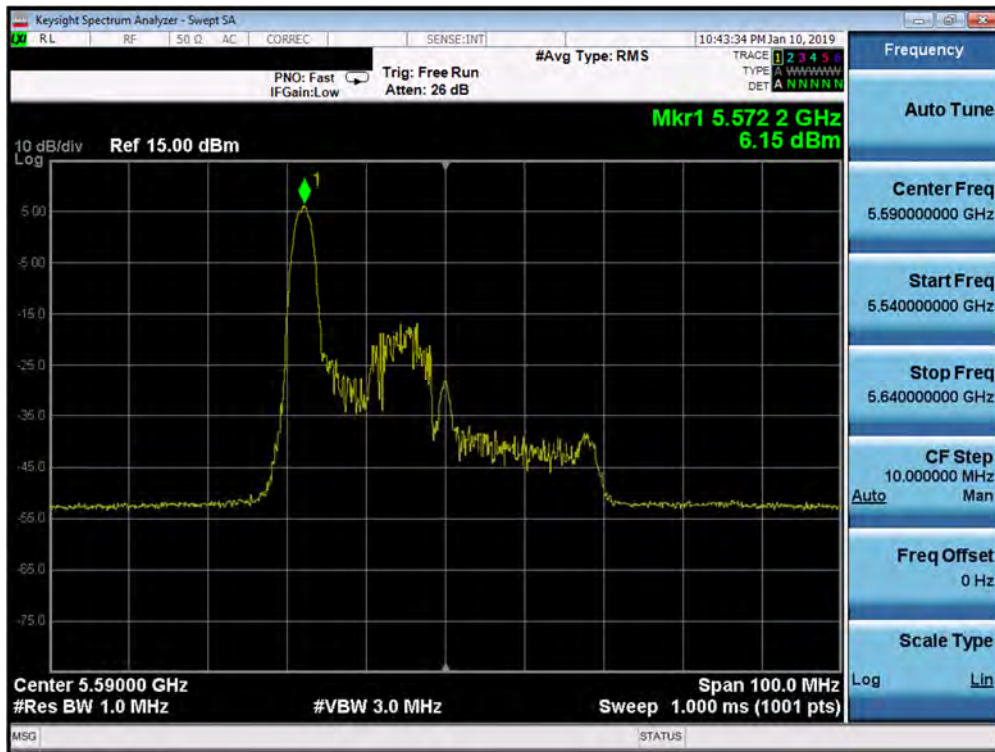 Keysight Spectrum Analyzer - Swept SA
LXI RL RF 50 Ω AC CORREC SENSE:INT 10:43:34 PM Jan 10, 2019
#Avg Type: RMS TRACE 1 2 3 4 5 6
PNO: Fast Trig: Free Run TYPE A WWWWW
IFGain:Low Atten: 26 dB DET A N N N N N
Mkr1 5.572 2 GHz
6.15 dBm
10 dB/div Ref 15.00 dBm
Log
1
5.00
-5.00
-15.0
-25.0
-35.0
-45.0
-55.0
-65.0
-75.0
Center 5.59000 GHz Span 100.0 MHz
#Res BW 1.0 MHz #VBW 3.0 MHz Sweep 1.000 ms (1001 pts)
MSG STATUS
Frequency
Auto Tune
Center Freq
5.590000000 GHz
Start Freq
5.540000000 GHz
Stop Freq
5.640000000 GHz
CF Step
10.000000 MHz
Auto Man
Freq Offset
0 Hz
Scale Type
Log Lin